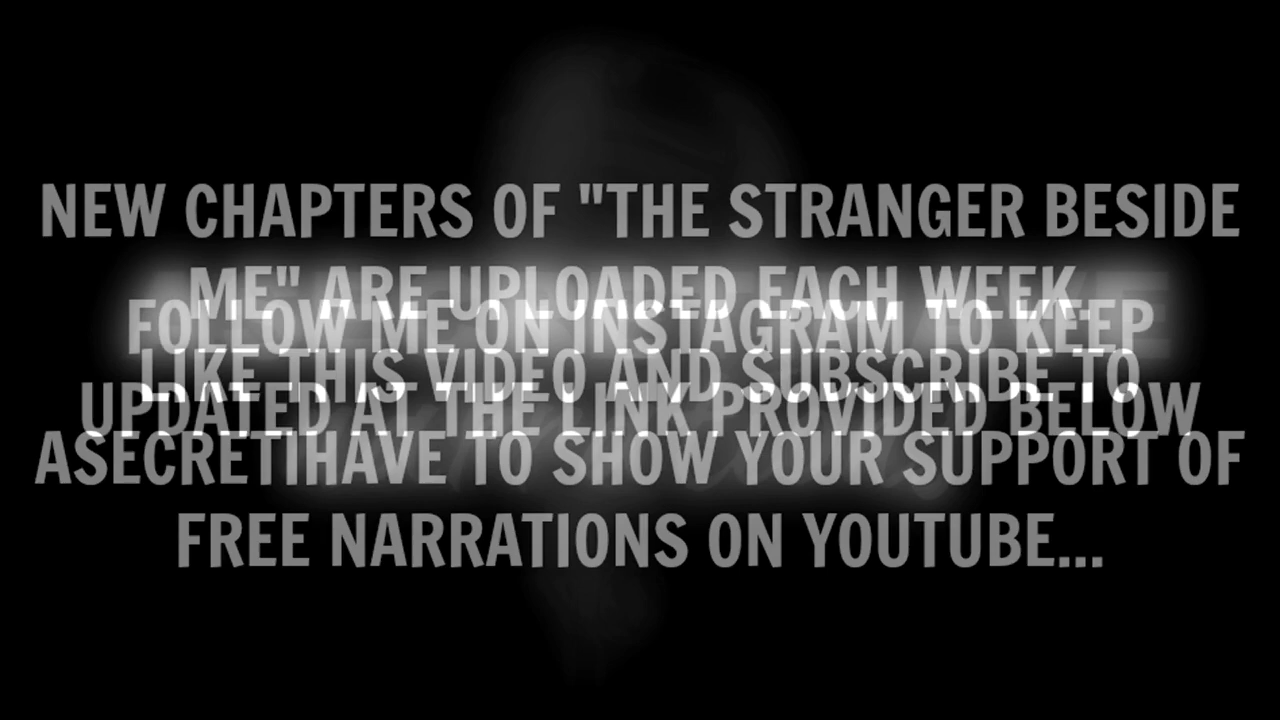 NEW CHAPTERS OF "THE STRANGER BESIDE
ME" ARE UPLOADED EACH WEEK.
LIKE THIS VIDEO AND SUBSCRIBE TO
ASECRETIHAVE TO SHOW YOUR SUPPORT OF
FREE NARRATIONS ON YOUTUBE...
FOLLOW ME ON INSTAGRAM TO KEEP
UPDATED AT THE LINK PROVIDED BELOW